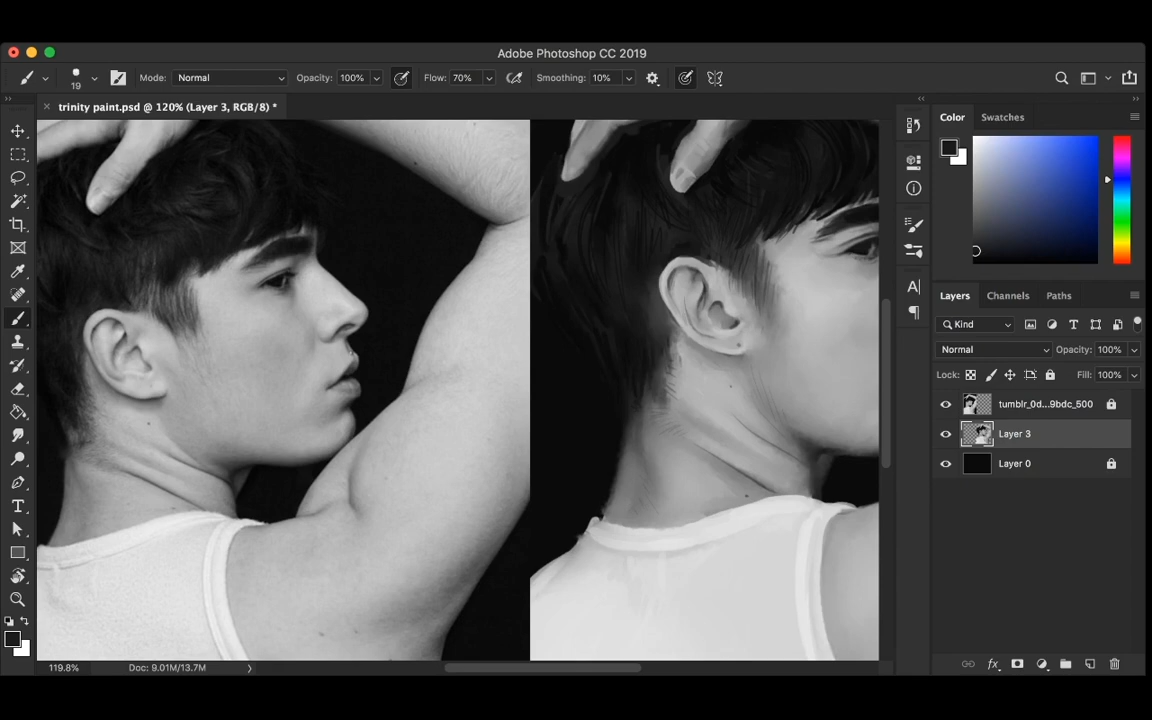 Adobe Photoshop CC 2019
19
Mode: Normal
Opacity: 100%
Flow: 70%
Smoothing: 10%
trinity paint.psd @ 120% (Layer 3, RGB/8) *
Color
Swatches
Layers
Channels
Paths
Kind
Normal
Opacity: 100%
Lock:
Fill: 100%
tumblr_0d...9bdc_500
Layer 3
Layer 0
119.8%
Doc: 9.01M/13.7M